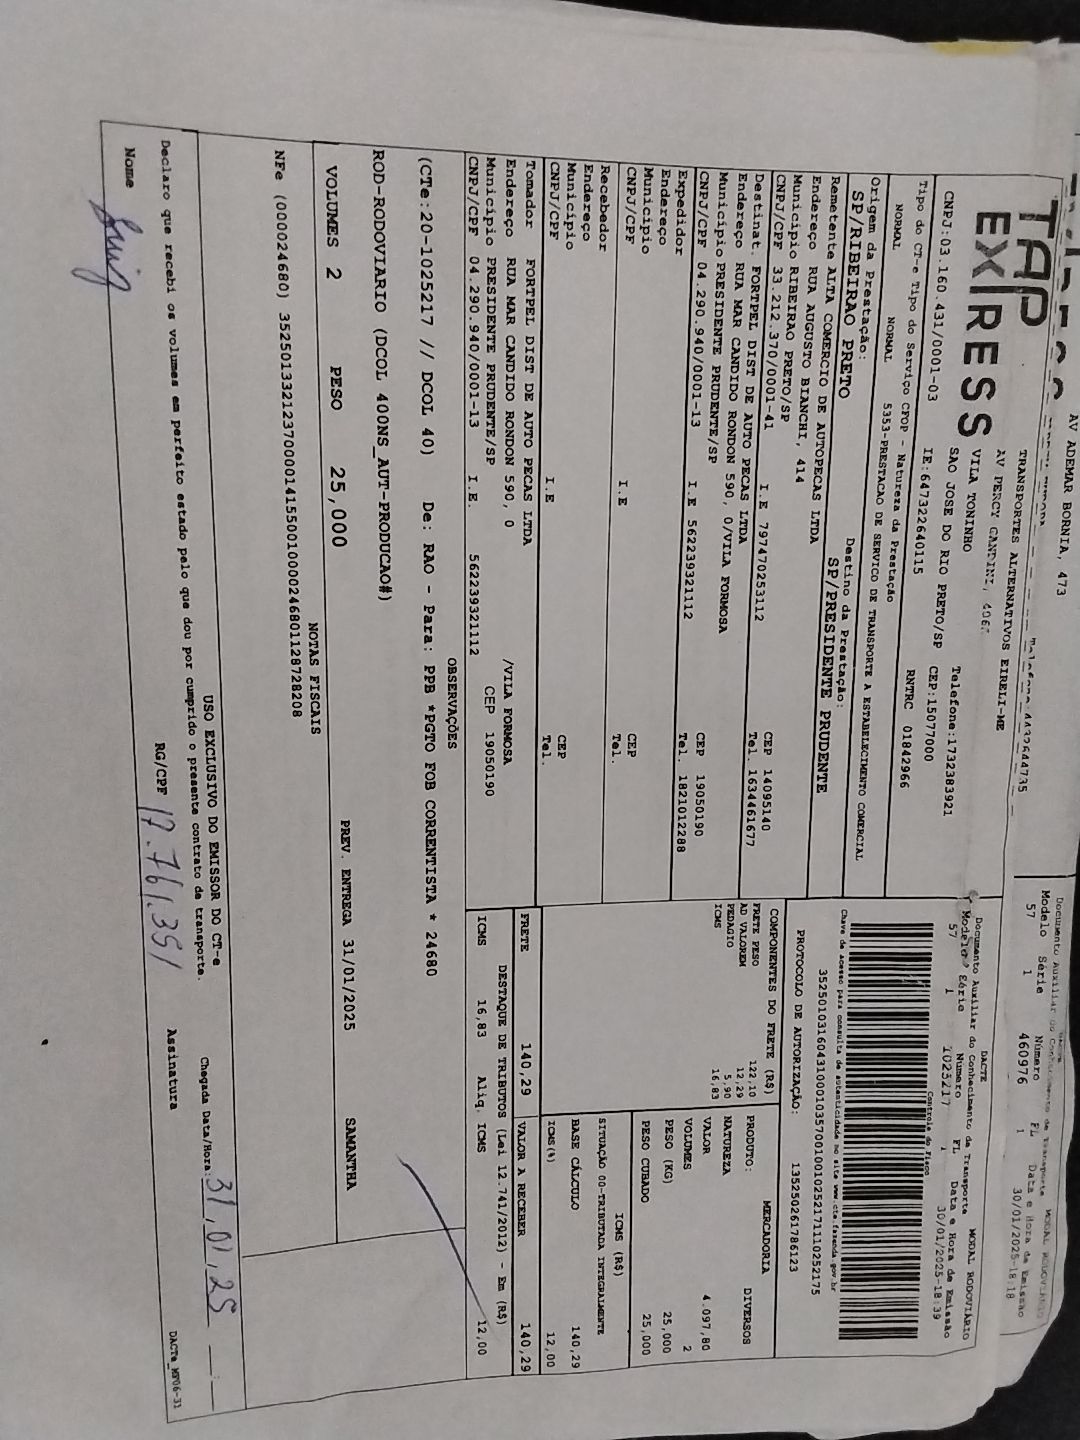 AV ADEMAR BORNIA, 473
Documento Auxiliar do Conhecimento de Transporte MODAL RODOVIÁRIO
Modelo Série Número FL Data e Hora de Emissão
57 1 460976 1 30/01/2025-18:18
TAP EXPRESS
TRANSPORTES ALTERNATIVOS EIRELI-ME
VILA TONINHO
SAO JOSE DO RIO PRETO/SP Telefone:1732383921
CNPJ:03.160.431/0001-03 IE:647322640115 CEP:15077000
RNTRC 01842966
DACTE
Documento Auxiliar do Conhecimento de Transporte MODAL RODOVIÁRIO
Modelo Série Número FL Data e Hora de Emissão
57 1 1025217 1 30/01/2025-18:39
Controle do Fisco
Chave de acesso para consulta de autenticidade no site www.cte.fazenda.gov.br
PROTOCOLO DE AUTORIZAÇÃO: 135250261786123
Tipo do CT-e Tipo do Serviço CFOP - Natureza da Prestação
NORMAL NORMAL 5353-PRESTACAO DE SERVICO DE TRANSPORTE A ESTABELECIMENTO COMERCIAL
Origem da Prestação: Destino da Prestação:
SP/RIBEIRAO PRETO SP/PRESIDENTE PRUDENTE
Remetente ALTA COMERCIO DE AUTOPECAS LTDA
Endereço RUA AUGUSTO BIANCHI, 414
Município RIBEIRAO PRETO/SP CEP 14095140
CNPJ/CPF 33.212.370/0001-41 I.E 797470253112 Tel. 1634461677
Destinat. FORTPEL DIST DE AUTO PECAS LTDA
Endereço RUA MAR CANDIDO RONDON 590, 0/VILA FORMOSA
Município PRESIDENTE PRUDENTE/SP CEP 19050190
CNPJ/CPF 04.290.940/0001-13 I.E 562239321112 Tel. 1821012288
Expedidor
Endereço
Município CEP
CNPJ/CPF I.E Tel.
Recebedor
Endereço
Município CEP
CNPJ/CPF I.E Tel.
Tomador FORTPEL DIST DE AUTO PECAS LTDA
Endereço RUA MAR CANDIDO RONDON 590, 0 /VILA FORMOSA
Município PRESIDENTE PRUDENTE/SP CEP 19050190
CNPJ/CPF 04.290.940/0001-13 I.E. 562239321112
COMPONENTES DO FRETE (R$)
FRETE PESO 122,10
AD VALOREM 12,29
PEDAGIO 5,90
ICMS 16,83
MERCADORIA
PRODUTO: DIVERSOS
NATUREZA
VALOR 4.097,80
VOLUMES 2
PESO (KG) 25,000
PESO CUBADO 25,000
ICMS (R$)
SITUAÇÃO 00-TRIBUTADA INTEGRALMENTE
BASE CÁLCULO 140,29
ICMS(%) 12,00
FRETE 140,29 VALOR A RECEBER 140,29
DESTAQUE DE TRIBUTOS (Lei 12.741/2012) - Em (R$)
ICMS 16,83 Aliq. ICMS 12,00
OBSERVAÇÕES
(CTe:20-1025217 // DCOL 40) De: RAO - Para: PPB *PGTO FOB CORRENTISTA * 24680
ROD-RODOVIARIO (DCOL 400NS_AUT-PRODUCAO#)
VOLUMES 2 PESO 25,000 PREV. ENTREGA 31/01/2025 SAMANTHA
NOTAS FISCAIS
NFe (000024680) 35250133212370000141550010000246801128728208
USO EXCLUSIVO DO EMISSOR DO CT-e
Declaro que recebi os volumes em perfeito estado pelo que dou por cumprido o presente contrato de transporte.
Chegada Data/Hora: 31,01,25
Nome RG/CPF 17.761.351 Assinatura
DACTe_MP06-31